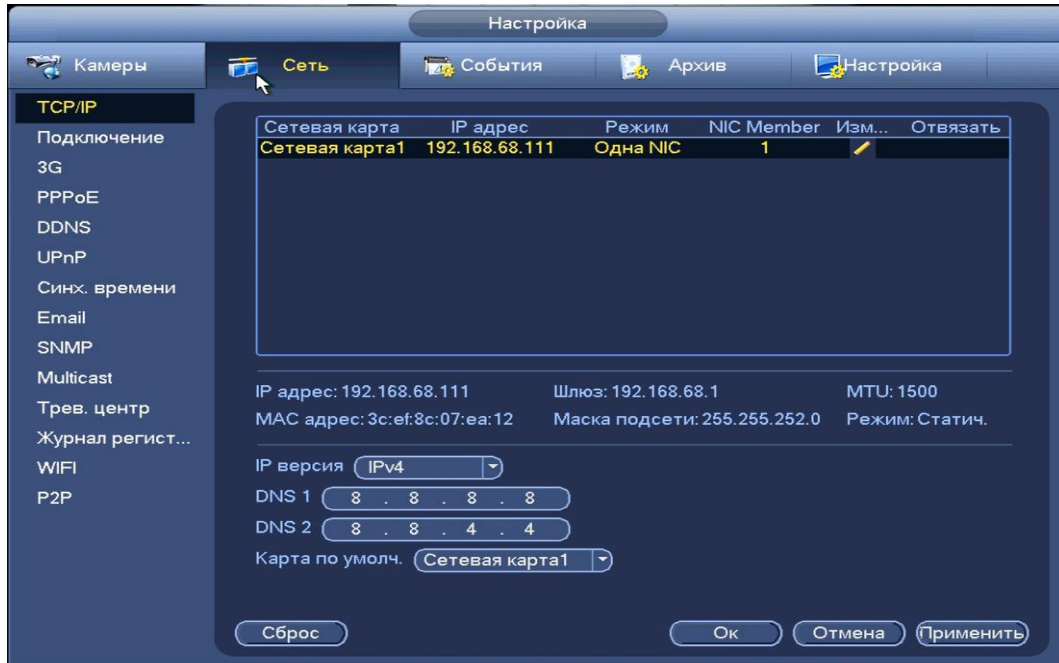 Настройка
Камеры Сеть События Архив Настройка
TCP/IP
Подключение
3G
PPPoE
DDNS
UPnP
Синх. времени
Email
SNMP
Multicast
Трев. центр
Журнал регист...
WIFI
P2P
Сетевая карта IP адрес Режим NIC Member Изм... Отвязать
Сетевая карта1 192.168.68.111 Одна NIC 1
IP адрес: 192.168.68.111 Шлюз: 192.168.68.1 MTU: 1500
MAC адрес: 3c:ef:8c:07:ea:12 Маска подсети: 255.255.252.0 Режим: Статич.
IP версия IPv4
DNS 1 8 . 8 . 8 . 8
DNS 2 8 . 8 . 4 . 4
Карта по умолч. Сетевая карта1
Сброс Ок Отмена Применить